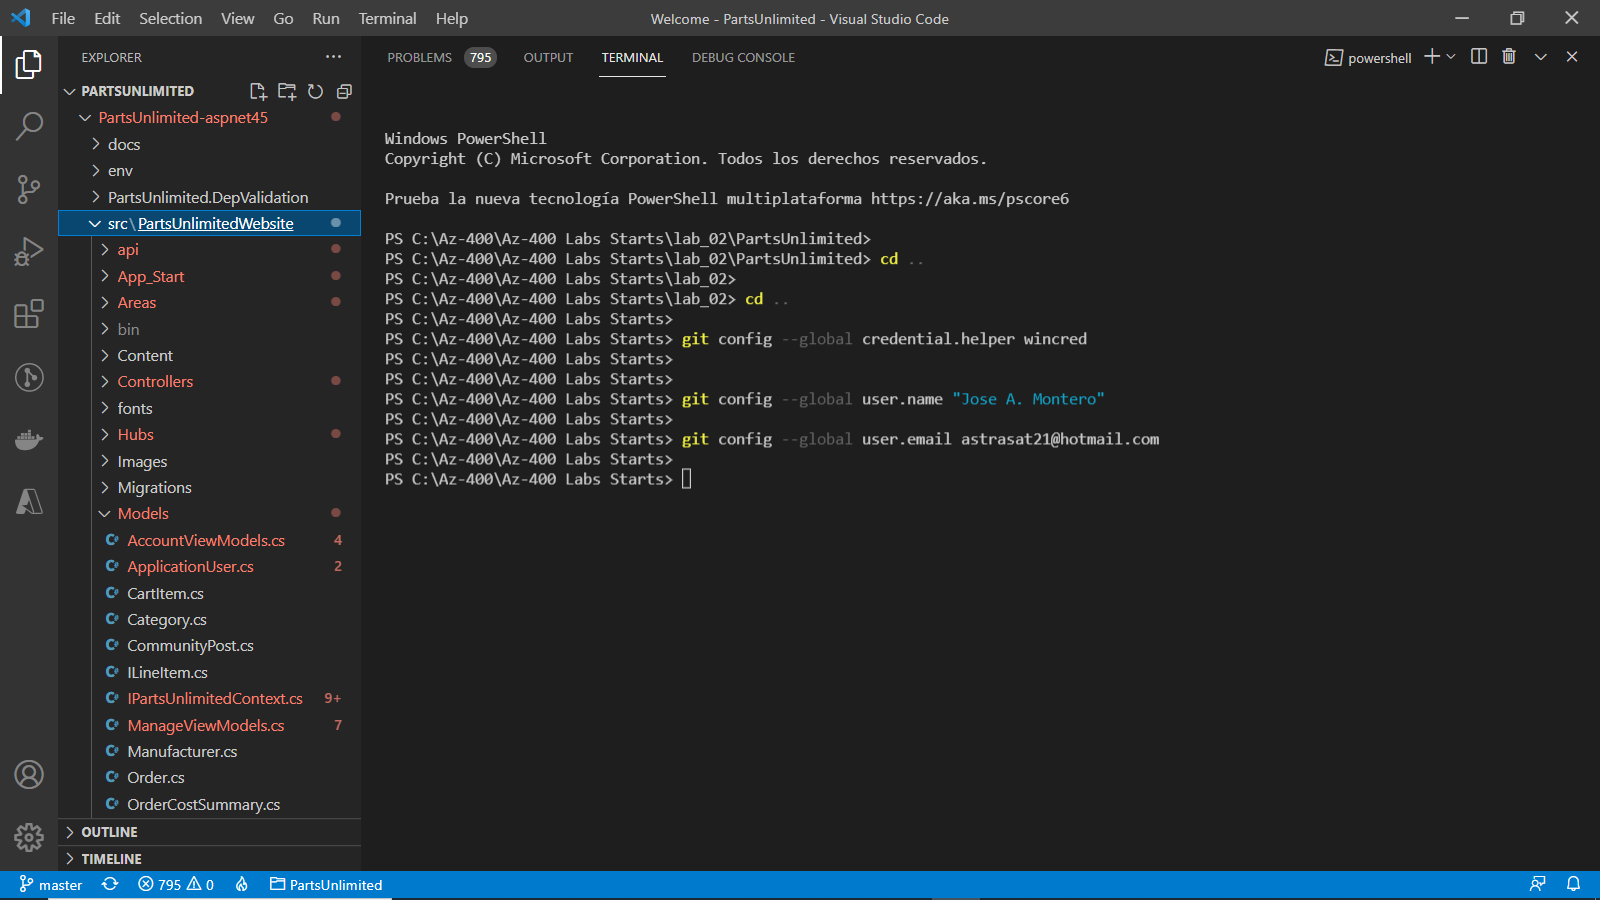 File Edit Selection View Go Run Terminal Help
Welcome - PartsUnlimited - Visual Studio Code
EXPLORER
PARTSUNLIMITED
PartsUnlimited-aspnet45
docs
env
PartsUnlimited.DepValidation
src\PartsUnlimitedWebsite
api
App_Start
Areas
bin
Content
Controllers
fonts
Hubs
Images
Migrations
Models
C# AccountViewModels.cs 4
C# ApplicationUser.cs 2
C# CartItem.cs
C# Category.cs
C# CommunityPost.cs
C# ILineItem.cs
C# IPartsUnlimitedContext.cs 9+
C# ManageViewModels.cs 7
C# Manufacturer.cs
C# Order.cs
C# OrderCostSummary.cs
OUTLINE
TIMELINE
PROBLEMS 795 OUTPUT TERMINAL DEBUG CONSOLE
powershell
Windows PowerShell
Copyright (C) Microsoft Corporation. Todos los derechos reservados.
Prueba la nueva tecnología PowerShell multiplataforma https://aka.ms/pscore6
PS C:\Az-400\Az-400 Labs Starts\lab_02\PartsUnlimited>
PS C:\Az-400\Az-400 Labs Starts\lab_02\PartsUnlimited> cd ..
PS C:\Az-400\Az-400 Labs Starts\lab_02>
PS C:\Az-400\Az-400 Labs Starts\lab_02> cd ..
PS C:\Az-400\Az-400 Labs Starts>
PS C:\Az-400\Az-400 Labs Starts> git config --global credential.helper wincred
PS C:\Az-400\Az-400 Labs Starts>
PS C:\Az-400\Az-400 Labs Starts>
PS C:\Az-400\Az-400 Labs Starts> git config --global user.name "Jose A. Montero"
PS C:\Az-400\Az-400 Labs Starts>
PS C:\Az-400\Az-400 Labs Starts> git config --global user.email astrasat21@hotmail.com
PS C:\Az-400\Az-400 Labs Starts>
PS C:\Az-400\Az-400 Labs Starts>
master 795 0 PartsUnlimited